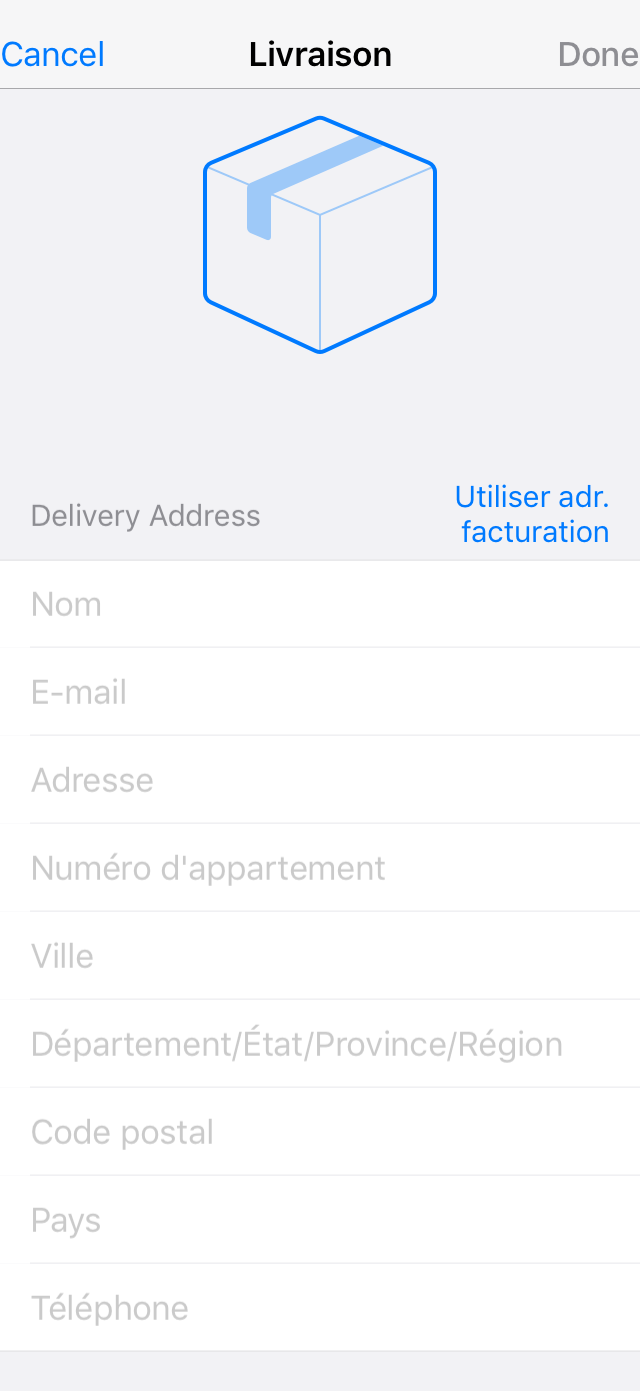 Cancel Livraison Done
Delivery Address
Utiliser adr.
facturation
Nom
E-mail
Adresse
Numéro d'appartement
Ville
Département/État/Province/Région
Code postal
Pays
Téléphone